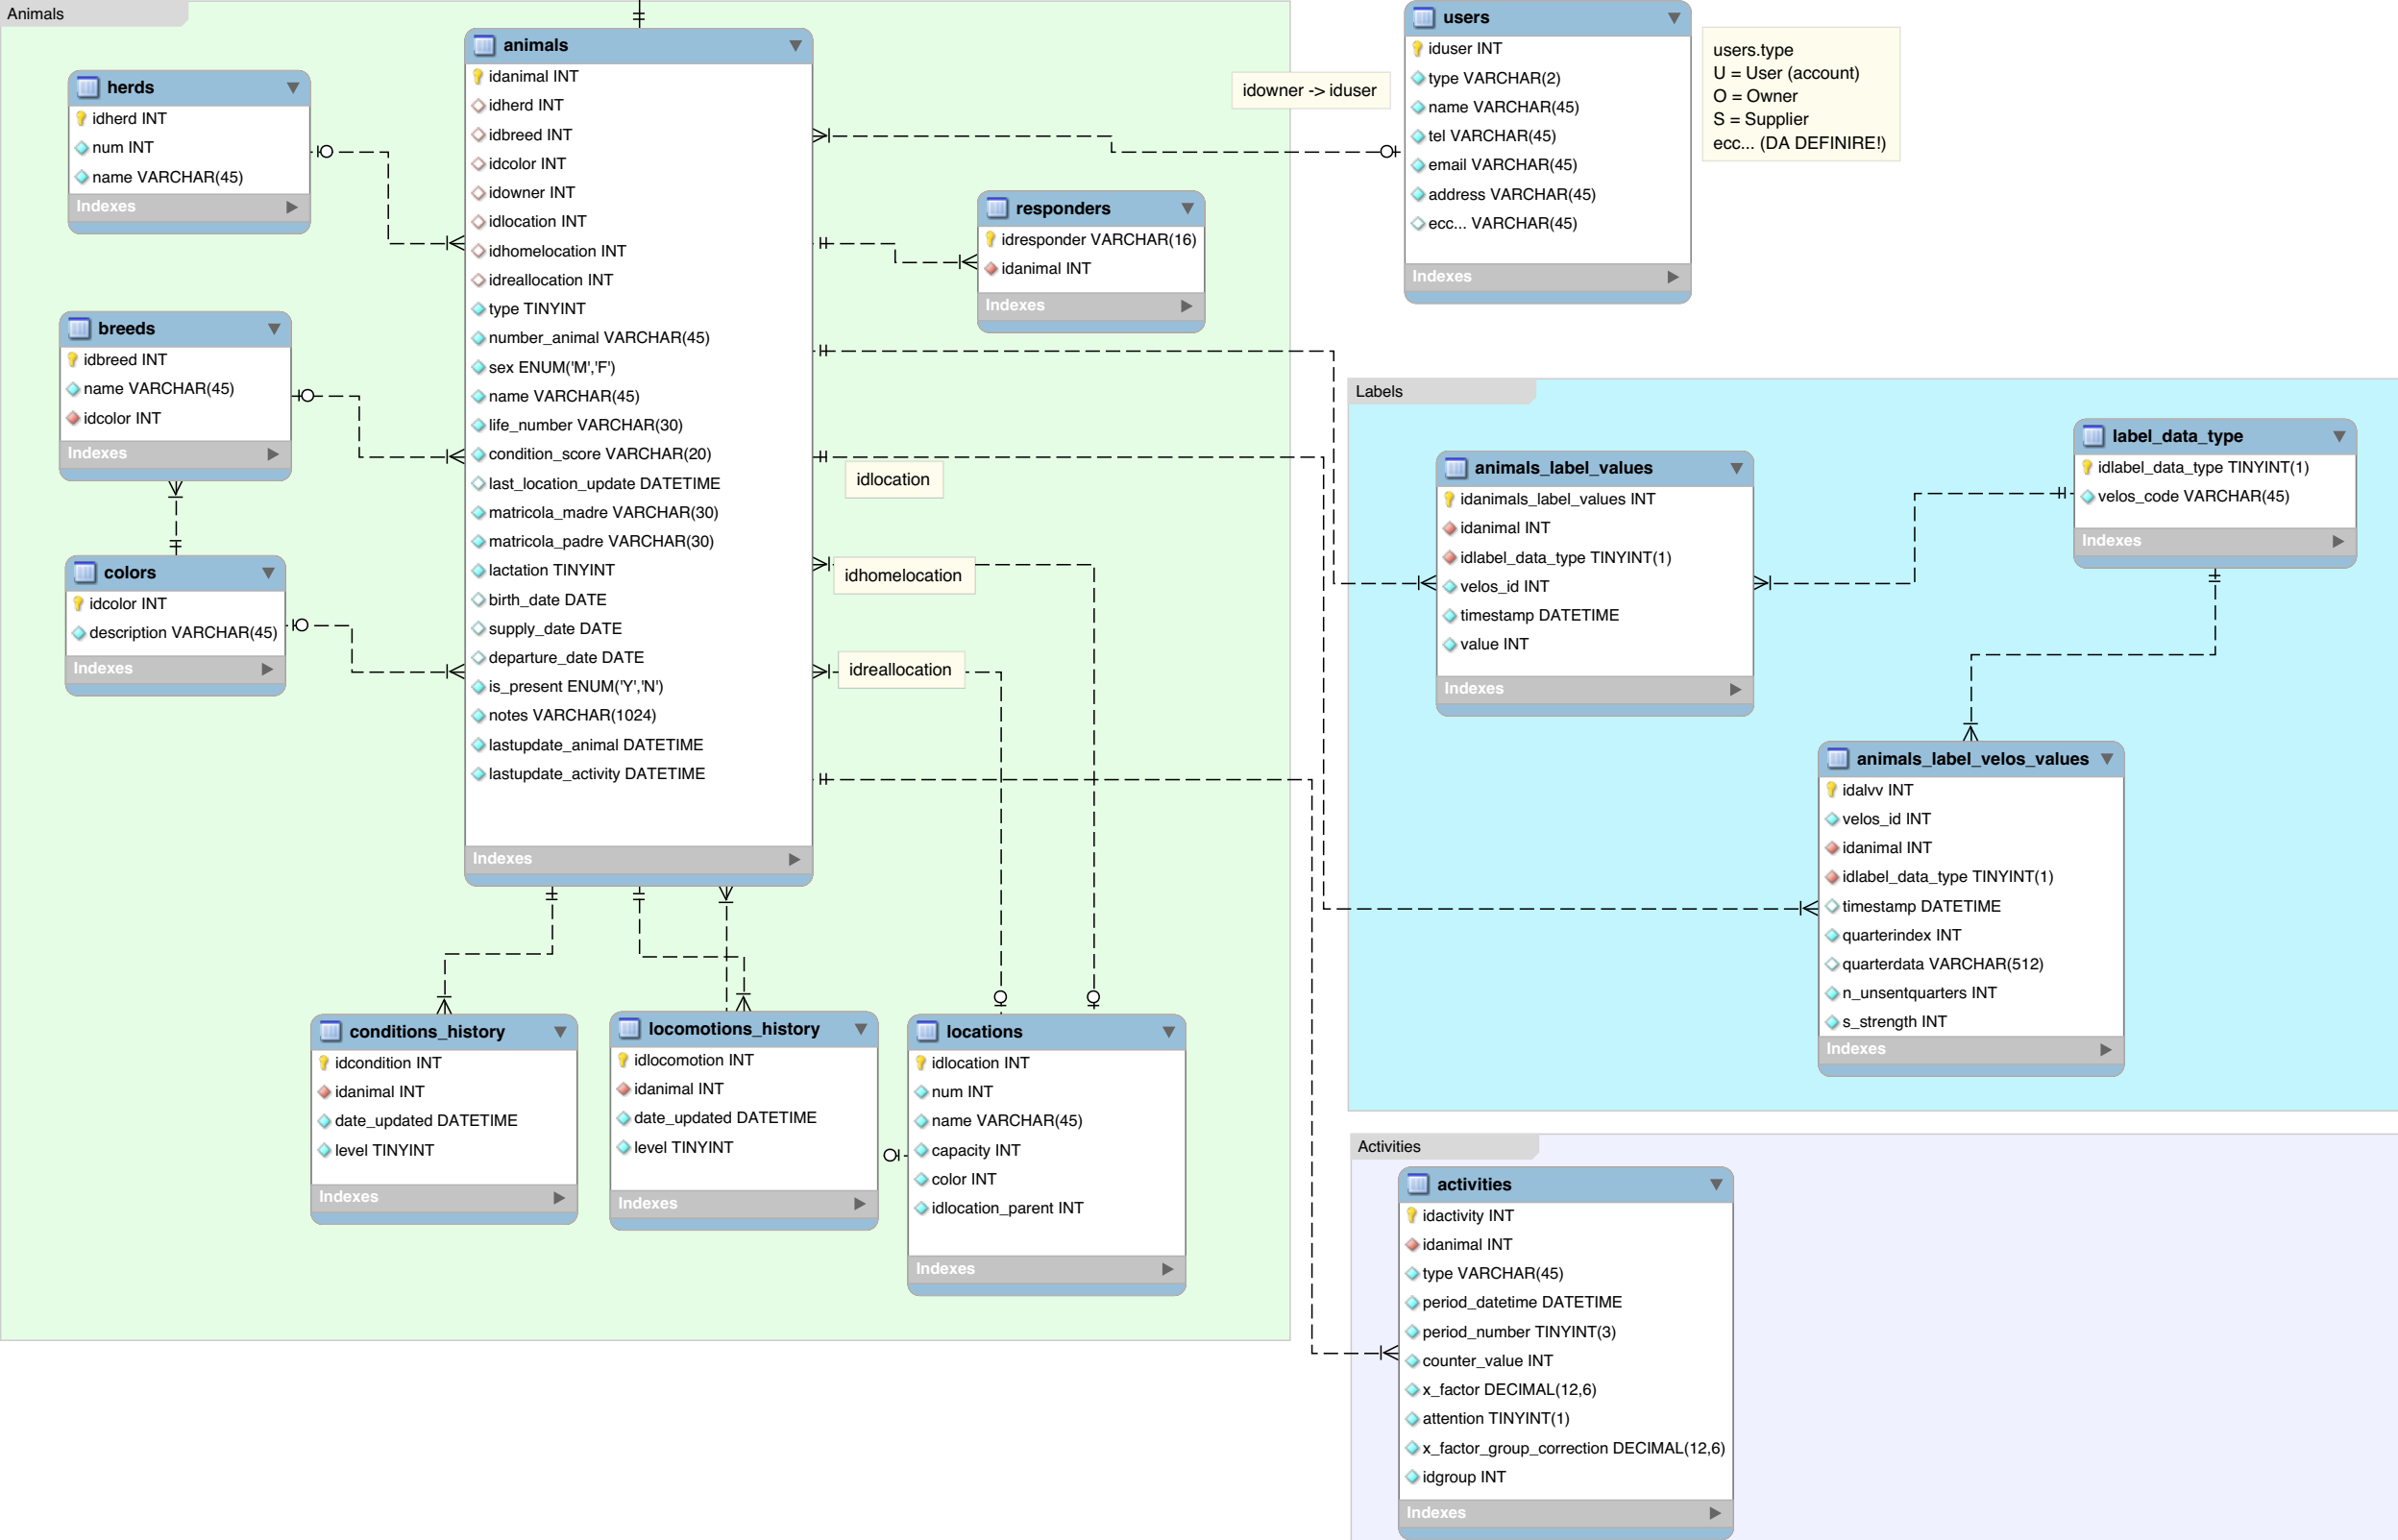 Animals
animals
idanimal INT
idherd INT
idbreed INT
idcolor INT
idowner INT
idlocation INT
idhomelocation INT
idreallocation INT
type TINYINT
number_animal VARCHAR(45)
sex ENUM('M','F')
name VARCHAR(45)
life_number VARCHAR(30)
condition_score VARCHAR(20)
last_location_update DATETIME
matricola_madre VARCHAR(30)
matricola_padre VARCHAR(30)
lactation TINYINT
birth_date DATE
supply_date DATE
departure_date DATE
is_present ENUM('Y','N')
notes VARCHAR(1024)
lastupdate_animal DATETIME
lastupdate_activity DATETIME
Indexes
herds
idherd INT
num INT
name VARCHAR(45)
Indexes
breeds
idbreed INT
name VARCHAR(45)
idcolor INT
Indexes
colors
idcolor INT
description VARCHAR(45)
Indexes
responders
idresponder VARCHAR(16)
idanimal INT
Indexes
idlocation
idhomelocation
idreallocation
conditions_history
idcondition INT
idanimal INT
date_updated DATETIME
level TINYINT
Indexes
locomotions_history
idlocomotion INT
idanimal INT
date_updated DATETIME
level TINYINT
Indexes
locations
idlocation INT
num INT
name VARCHAR(45)
capacity INT
color INT
idlocation_parent INT
Indexes
idowner -> iduser
users
iduser INT
type VARCHAR(2)
name VARCHAR(45)
tel VARCHAR(45)
email VARCHAR(45)
address VARCHAR(45)
ecc... VARCHAR(45)
Indexes
users.type
U = User (account)
O = Owner
S = Supplier
ecc... (DA DEFINIRE!)
Labels
animals_label_values
idanimals_label_values INT
idanimal INT
idlabel_data_type TINYINT(1)
velos_id INT
timestamp DATETIME
value INT
Indexes
label_data_type
idlabel_data_type TINYINT(1)
velos_code VARCHAR(45)
Indexes
animals_label_velos_values
idalvv INT
velos_id INT
idanimal INT
idlabel_data_type TINYINT(1)
timestamp DATETIME
quarterindex INT
quarterdata VARCHAR(512)
n_unsentquarters INT
s_strength INT
Indexes
Activities
activities
idactivity INT
idanimal INT
type VARCHAR(45)
period_datetime DATETIME
period_number TINYINT(3)
counter_value INT
x_factor DECIMAL(12,6)
attention TINYINT(1)
x_factor_group_correction DECIMAL(12,6)
idgroup INT
Indexes